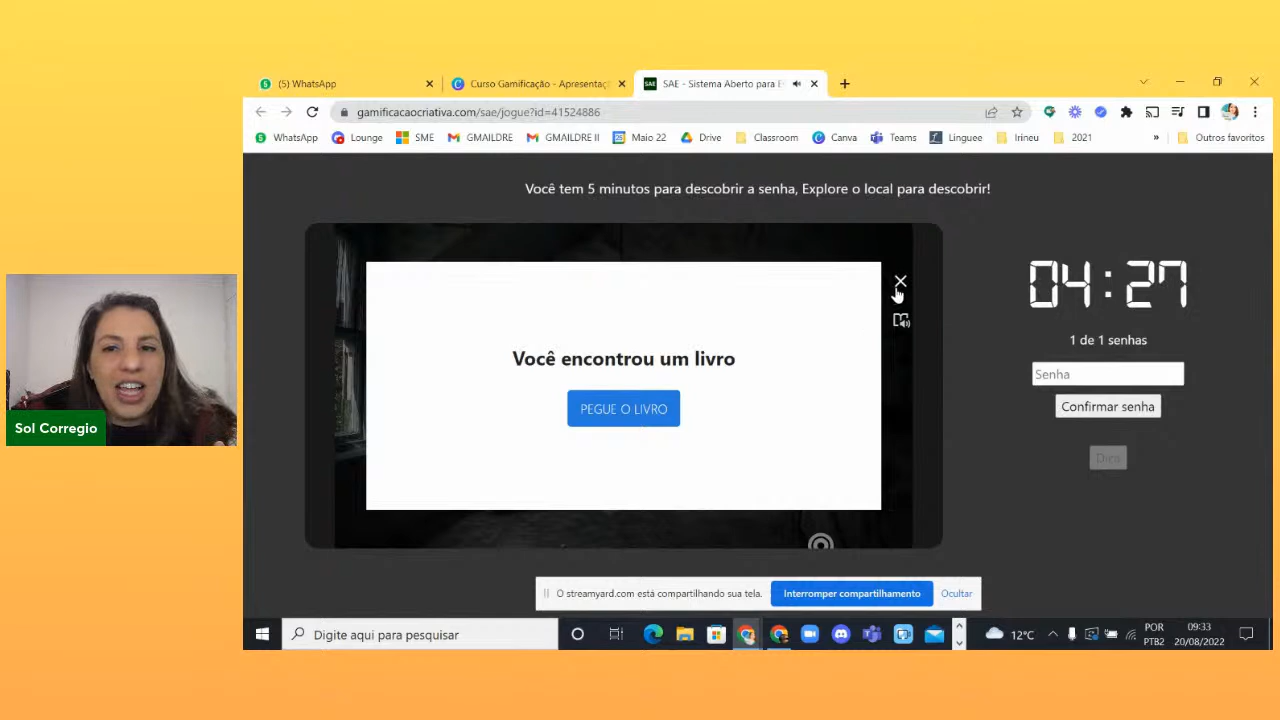 (5) WhatsApp
Curso Gamificação - Apresentaç
SAE
SAE - Sistema Aberto para E
gamificacaocriativa.com/sae/jogue?id=41524886
WhatsApp
Lounge
SME
GMAILDRE
GMAILDRE II
Maio 22
Drive
Classroom
Canva
Teams
Linguee
Irineu
2021
»
Outros favoritos
Você tem 5 minutos para descobrir a senha, Explore o local para descobrir!
04:27
1 de 1 senhas
Senha
Confirmar senha
Dica
Você encontrou um livro
PEGUE O LIVRO
Sol Corregio
O streamyard.com está compartilhando sua tela.
Interromper compartilhamento
Ocultar
Digite aqui para pesquisar
12°C
POR
PTB2
09:33
20/08/2022